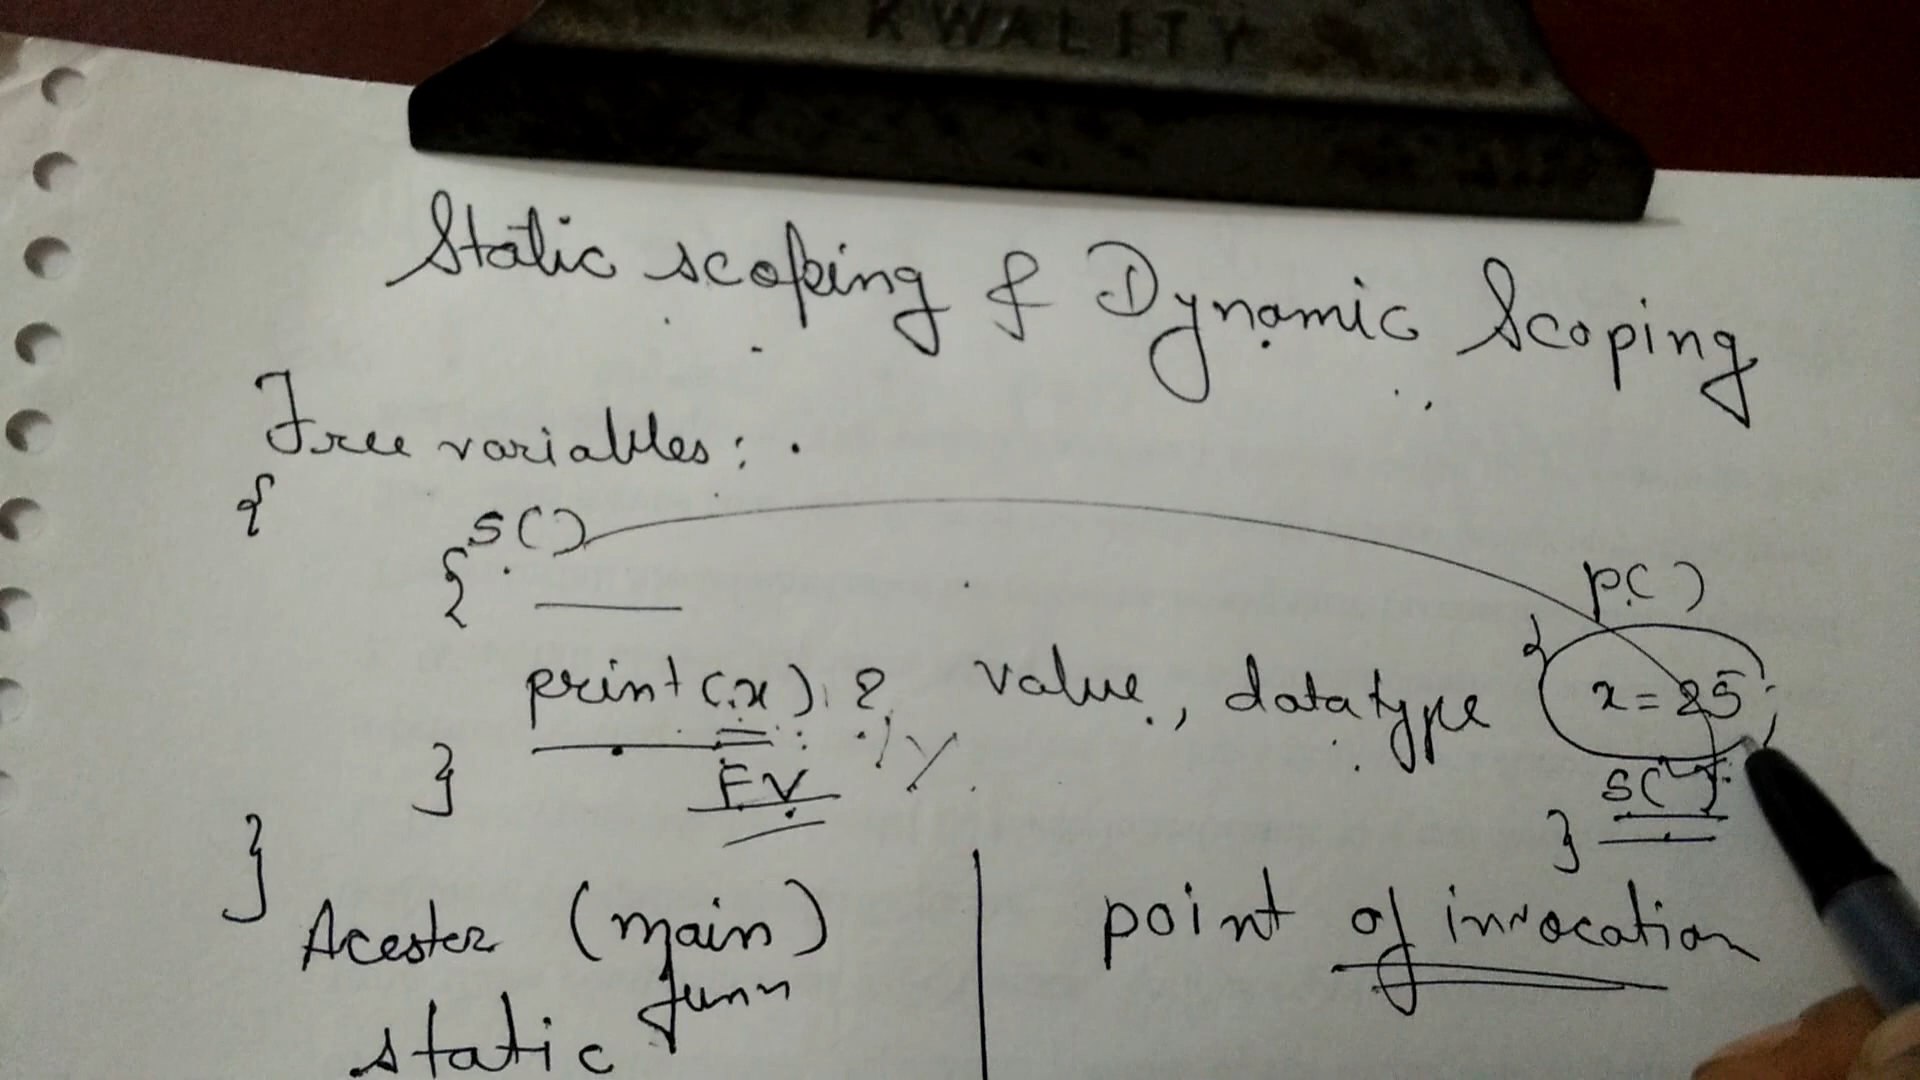 KWALITY
Static scoping & Dynamic Scoping
Free variables:
{
S()
{
P()
{
print(x) ? value, datatype
x = 25;
FV
S();
}
}
}
Acester (main) funn
point of invocation
static